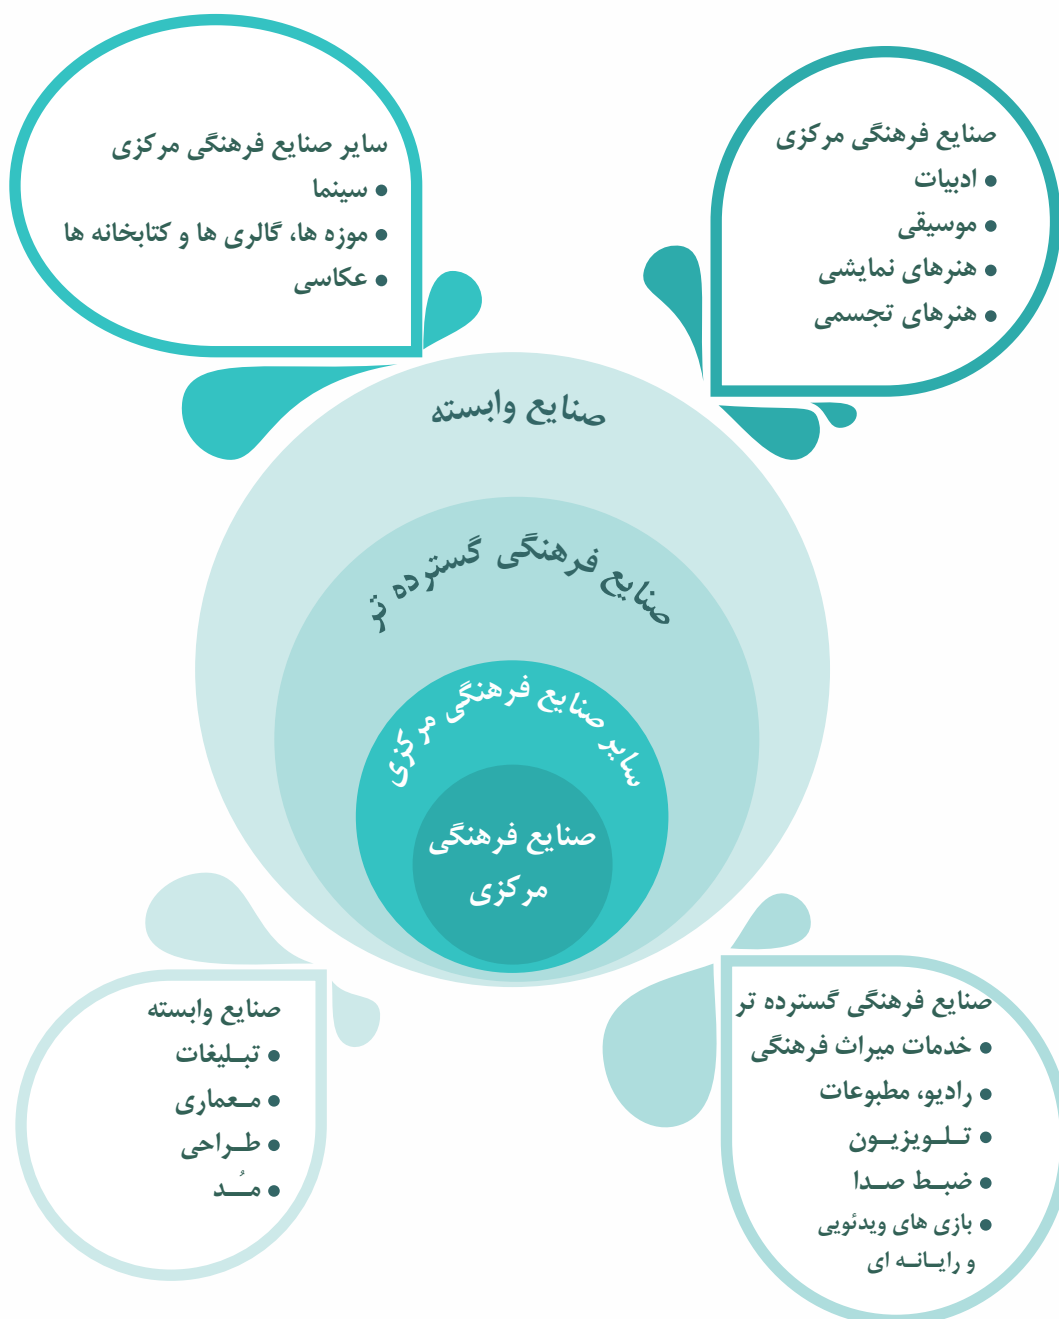 صنایع فرهنگی مرکزی
• ادبیات
• موسیقی
• هنرهای نمایشی
• هنرهای تجسمی
سایر صنایع فرهنگی مرکزی
• سینما
• موزه ها، گالری ها و کتابخانه ها
• عکاسی
صنایع وابسته
صنایع فرهنگی گسترده تر
سایر صنایع فرهنگی مرکزی
صنایع فرهنگی
مرکزی
صنایع فرهنگی گسترده تر
• خدمات میراث فرهنگی
• رادیو، مطبوعات
• تـلـویزیـون
• ضبـط صـدا
• بازی های ویدئویی
و رایـانـه ای
صنایع وابسته
• تبـلیغات
• مـعماری
• طـراحی
• مـُـد